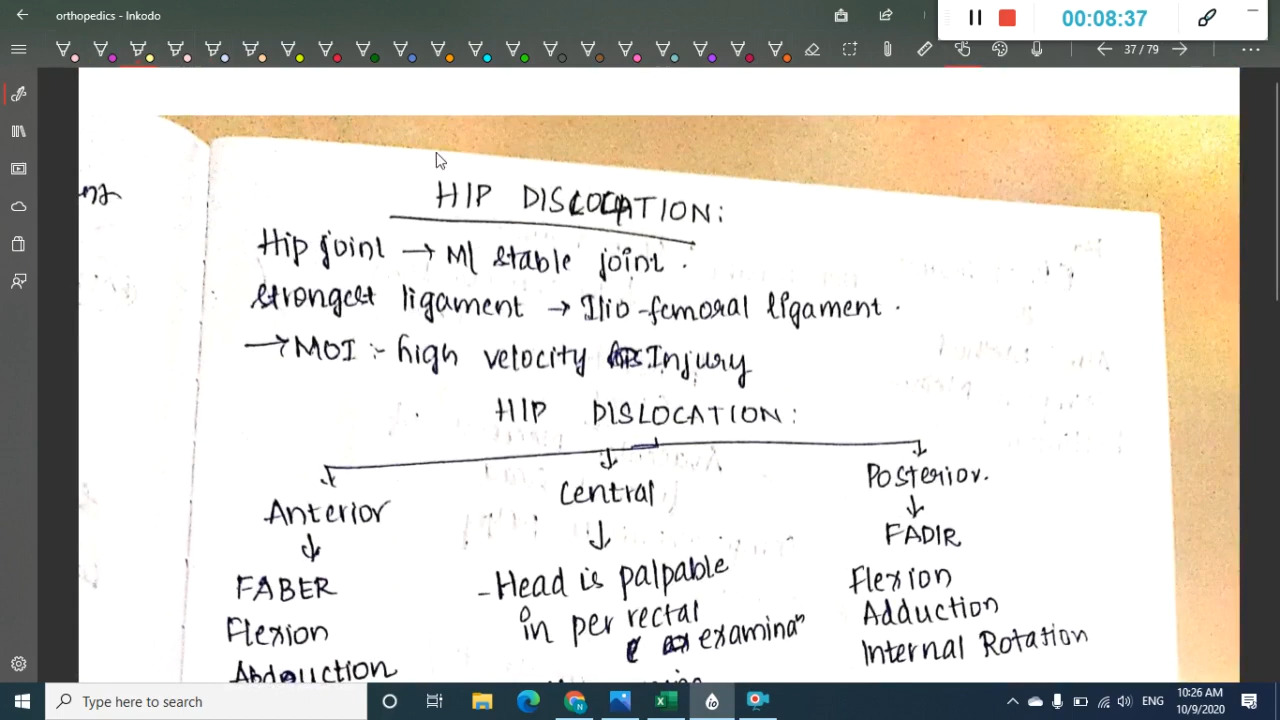 orthopedics - Inkodo
00:08:37
37 / 79
HIP DISLOCATION:
Hip joint → M/ stable joint.
strongest ligament → Ilio-femoral ligament.
→ MOI :- high velocity Injury
HIP DISLOCATION:
Anterior
Central
Posterior.
FABER
Flexion
Abduction
- Head is palpable
in per rectal
examinaⁿ
FADIR
Flexion
Adduction
Internal Rotation
Type here to search
ENG
10:26 AM
10/9/2020